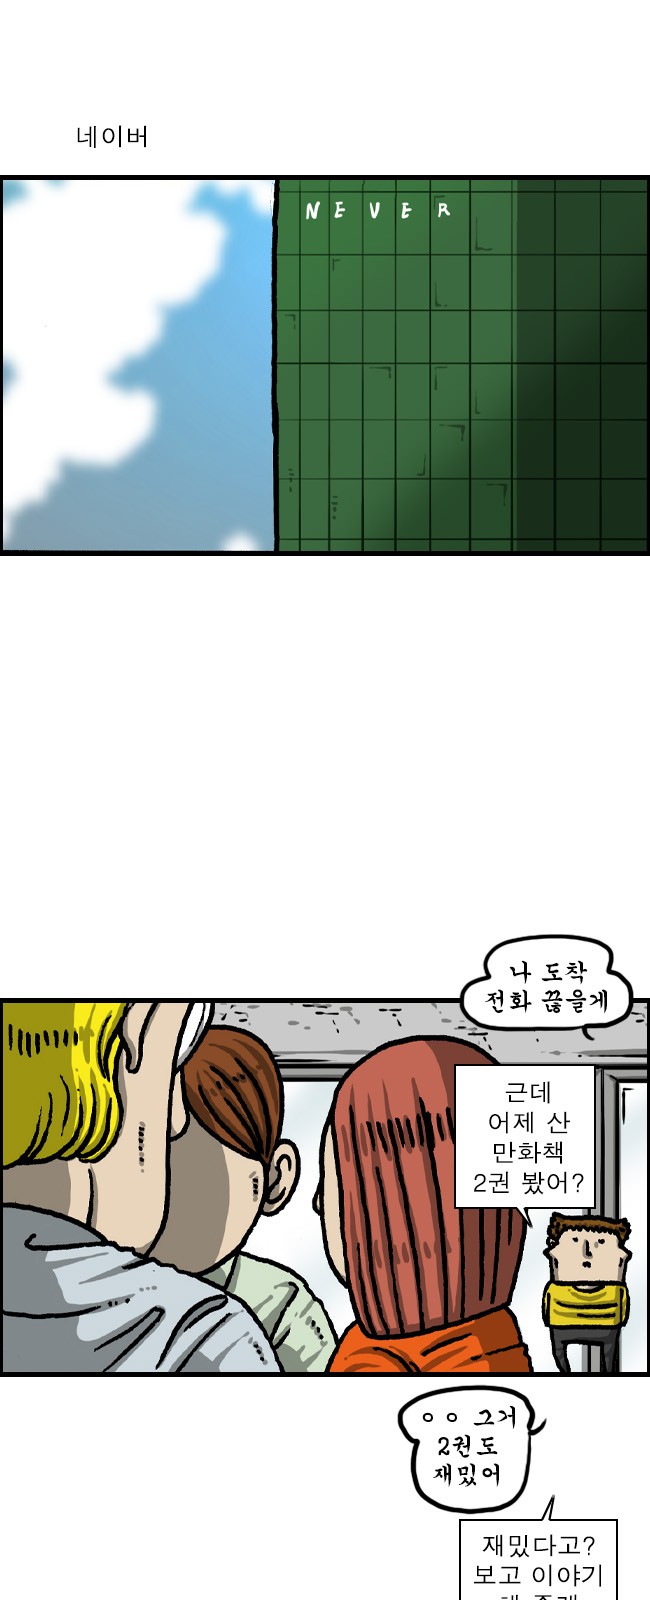 네이버
NEVER
나 도착
전화 끊을게
근데
어제 산
만화책
2권 봤어?
ㅇㅇ 그거
2권도
재밌어
재밌다고?
보고 이야기